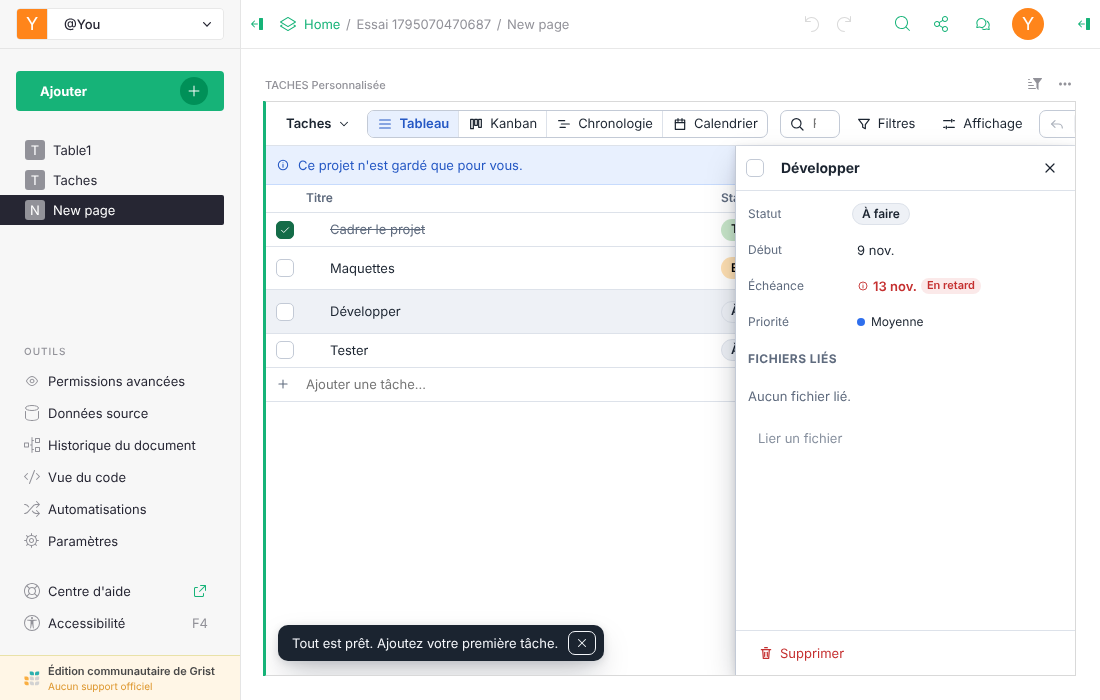 Y @You
Home / Essai 1795070470687 / New page
Y
Ajouter
T Table1
T Taches
N New page
OUTILS
Permissions avancées
Données source
Historique du document
Vue du code
Automatisations
Paramètres
Centre d'aide
Accessibilité F4
Édition communautaire de Grist
Aucun support officiel
TACHES Personnalisée
Taches Tableau Kanban Chronologie Calendrier Filtres Affichage
Ce projet n'est gardé que pour vous.
Titre
Cadrer le projet
Maquettes
Développer
Tester
Ajouter une tâche...
Développer
Statut À faire
Début 9 nov.
Échéance 13 nov. En retard
Priorité Moyenne
FICHIERS LIÉS
Aucun fichier lié.
Lier un fichier
Supprimer
Tout est prêt. Ajoutez votre première tâche.